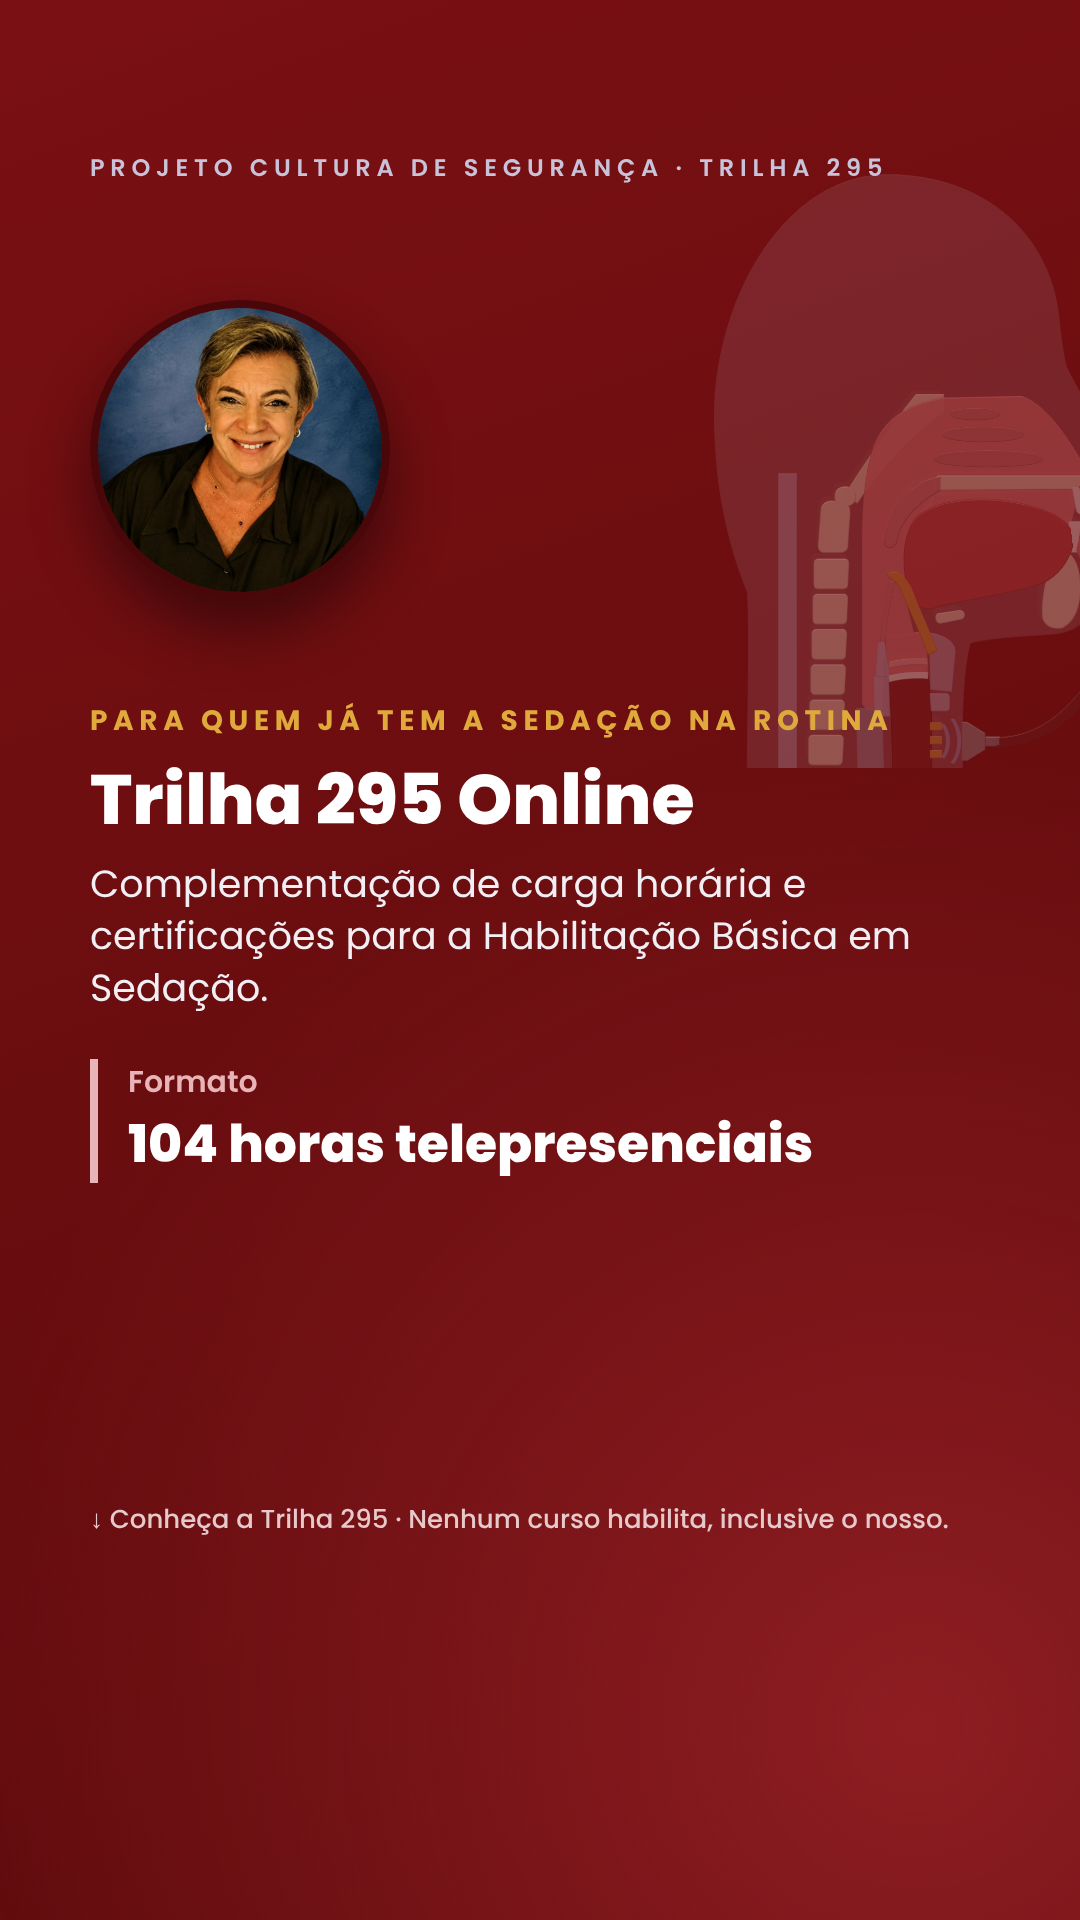 PROJETO CULTURA DE SEGURANÇA · TRILHA 295
PARA QUEM JÁ TEM A SEDAÇÃO NA ROTINA
Trilha 295 Online
Complementação de carga horária e
certificações para a Habilitação Básica em
Sedação.
Formato
104 horas telepresenciais
↓ Conheça a Trilha 295 · Nenhum curso habilita, inclusive o nosso.